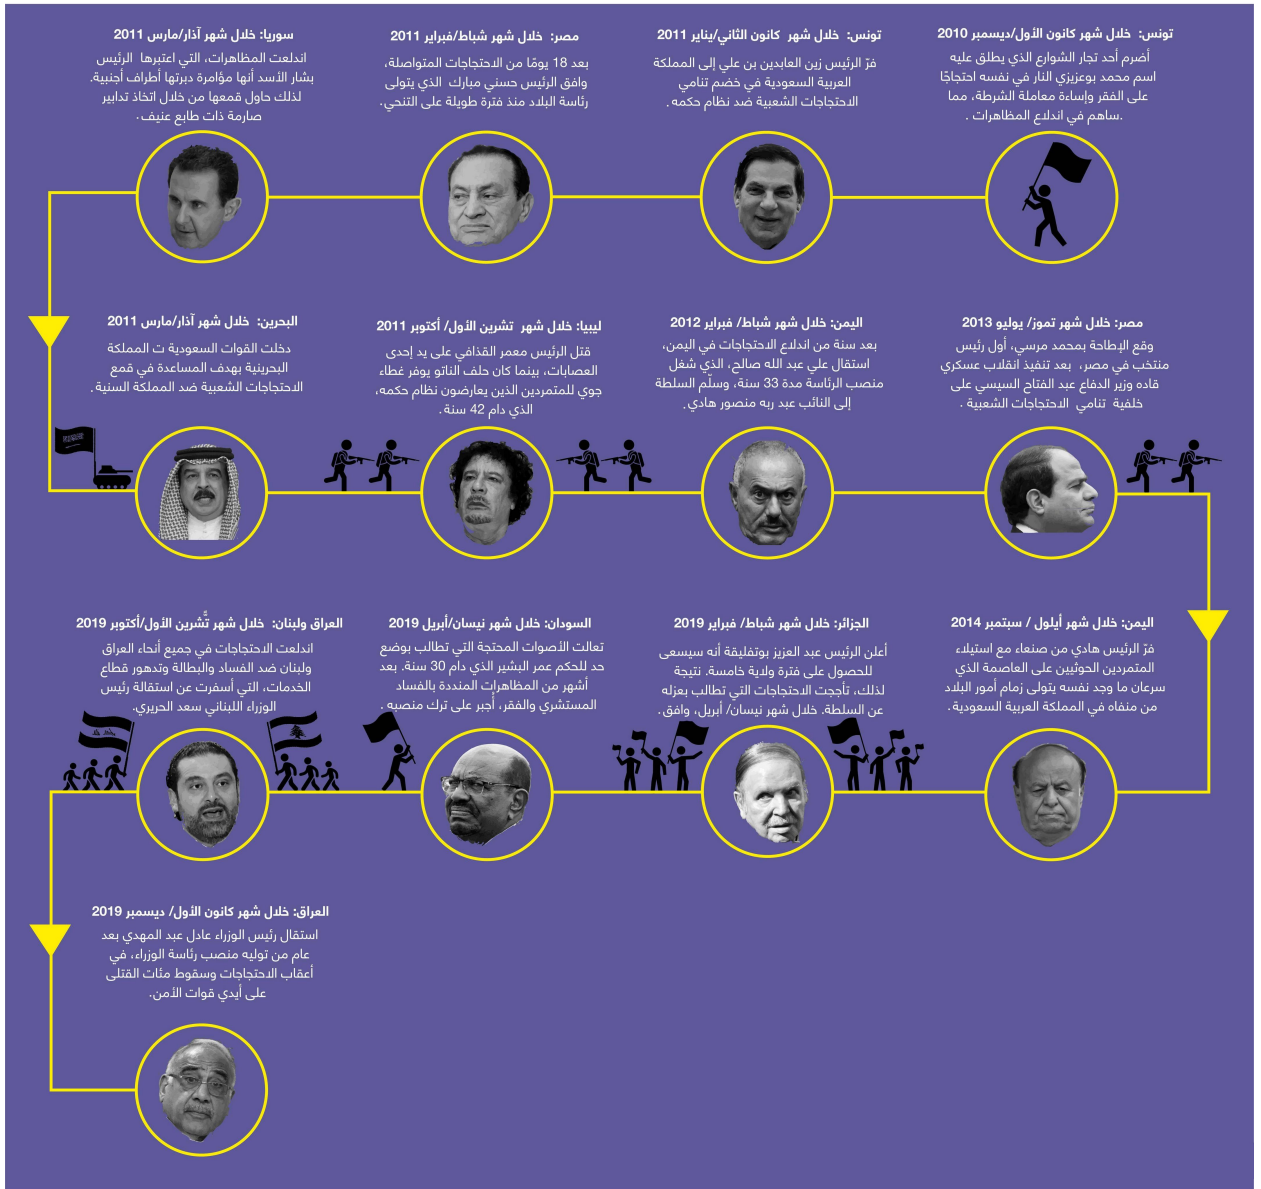 تونس: خلال شهر كانون الأول/ديسمبر 2010
أضرم أحد تجار الشوارع الذي يطلق عليه
اسم محمد بوعزيزي النار في نفسه احتجاجًا
على الفقر وإساءة معاملة الشرطة، مما
.ساهم في اندلاع المظاهرات .
تونس: خلال شهر كانون الثاني/يناير 2011
فرّ الرئيس زين العابدين بن علي إلى المملكة
العربية السعودية في خضم تنامي
الاحتجاجات الشعبية ضد نظام حكمه.
مصر: خلال شهر شباط/فبراير 2011
بعد 18 يومًا من الاحتجاجات المتواصلة،
وافق الرئيس حسني مبارك الذي يتولى
رئاسة البلاد منذ فترة طويلة على التنحي.
سوريا: خلال شهر آذار/مارس 2011
اندلعت المظاهرات، التي اعتبرها الرئيس
بشار الأسد أنها مؤامرة دبرتها أطراف أجنبية.
لذلك حاول قمعها من خلال اتخاذ تدابير
صارمة ذات طابع عنيف.
البحرين: خلال شهر آذار/مارس 2011
دخلت القوات السعودية ت المملكة
البحرينية بهدف المساعدة في قمع
الاحتجاجات الشعبية ضد المملكة السنية.
ليبيا: خلال شهر تشرين الأول/ أكتوبر 2011
قتل الرئيس معمر القذافي على يد إحدى
العصابات، بينما كان حلف الناتو يوفر غطاء
جوي للمتمردين الذين يعارضون نظام حكمه،
الذي دام 42 سنة.
اليمن: خلال شهر شباط/ فبراير 2012
بعد سنة من اندلاع الاحتجاجات في اليمن،
استقال علي عبد الله صالح، الذي شغل
منصب الرئاسة مدة 33 سنة، وسلّم السلطة
إلى النائب عبد ربه منصور هادي.
مصر: خلال شهر تموز/ يوليو 2013
وقع الإطاحة بمحمد مرسي، أول رئيس
منتخب في مصر، بعد تنفيذ انقلاب عسكري
قاده وزير الدفاع عبد الفتاح السيسي على
خلفية تنامي الاحتجاجات الشعبية .
اليمن: خلال شهر أيلول / سبتمبر 2014
فرّ الرئيس هادي من صنعاء مع استيلاء
المتمردين الحوثيين على العاصمة الذي
سرعان ما وجد نفسه يتولى زمام أمور البلاد
من منفاه في المملكة العربية السعودية.
الجزائر: خلال شهر شباط/ فبراير 2019
أعلن الرئيس عبد العزيز بوتفليقة أنه سيسعى
للحصول على فترة ولاية خامسة. نتيجة
لذلك، تأججت الاحتجاجات التي تطالب بعزله
عن السلطة. خلال شهر نيسان/ أبريل، وافق.
السودان: خلال شهر نيسان/أبريل 2019
تعالت الأصوات المحتجة التي تطالب بوضع
حد للحكم عمر البشير الذي دام 30 سنة. بعد
أشهر من المظاهرات المنددة بالفساد
المستشري والفقر، أُجبر على ترك منصبه .
العراق ولبنان: خلال شهر تَّشرين الأول/أكتوبر 2019
اندلعت الاحتجاجات في جميع أنحاء العراق
ولبنان ضد الفساد والبطالة وتدهور قطاع
الخدمات، التي أسفرت عن استقالة رئيس
الوزراء اللبناني سعد الحريري.
العراق: خلال شهر كانون الأول/ ديسمبر 2019
استقال رئيس الوزراء عادل عبد المهدي بعد
عام من توليه منصب رئاسة الوزراء، في
أعقاب الاحتجاجات وسقوط مئات القتلى
على أيدي قوات الأمن.